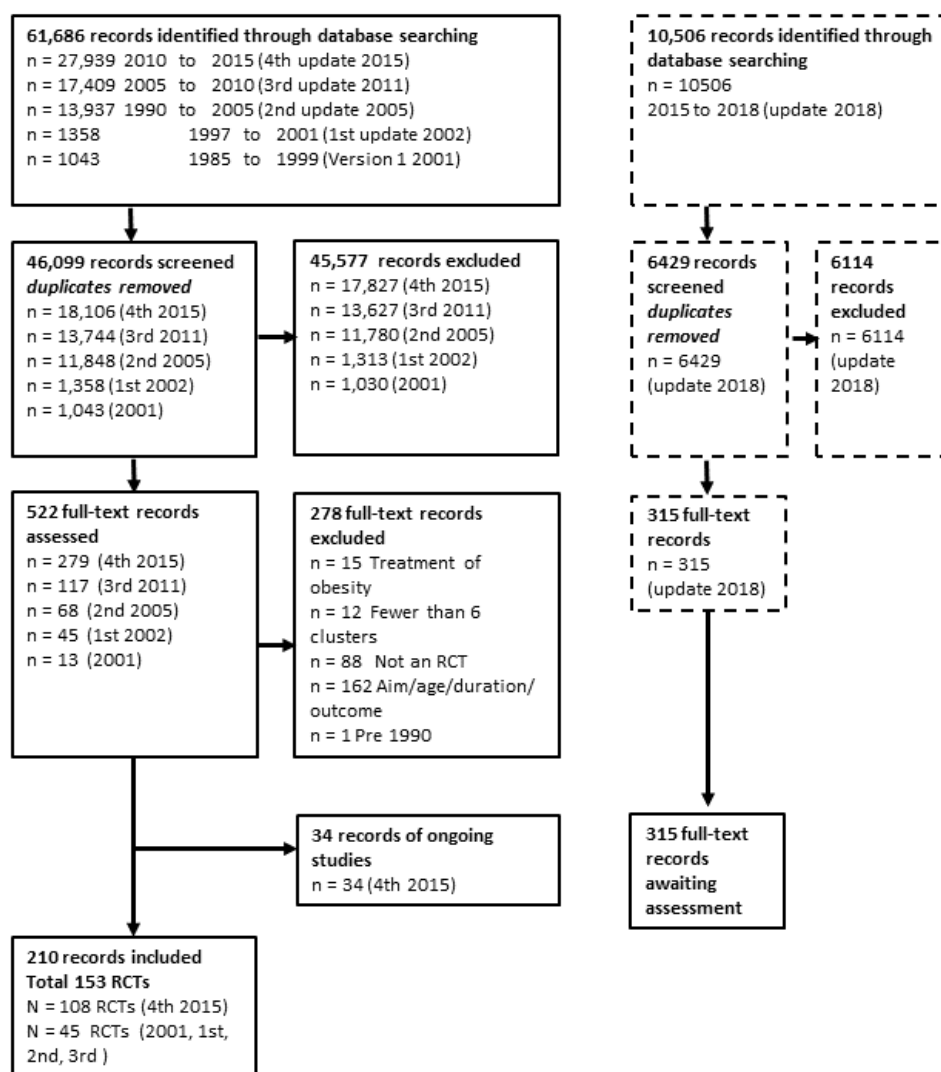 61,686 records identified through database searching
n = 27,939 2010 to 2015 (4th update 2015)
n = 17,409 2005 to 2010 (3rd update 2011)
n = 13,937 1990 to 2005 (2nd update 2005)
n = 1358 1997 to 2001 (1st update 2002)
n = 1043 1985 to 1999 (Version 1 2001)
10,506 records identified through
database searching
n = 10506
2015 to 2018 (update 2018)
46,099 records screened
duplicates removed
n = 18,106 (4th 2015)
n = 13,744 (3rd 2011)
n = 11,848 (2nd 2005)
n = 1,358 (1st 2002)
n = 1,043 (2001)
45,577 records excluded
n = 17,827 (4th 2015)
n = 13,627 (3rd 2011)
n = 11,780 (2nd 2005)
n = 1,313 (1st 2002)
n = 1,030 (2001)
6429 records
screened
duplicates
removed
n = 6429
(update 2018)
6114
records
excluded
n = 6114
(update
2018)
522 full-text records
assessed
n = 279 (4th 2015)
n = 117 (3rd 2011)
n = 68 (2nd 2005)
n = 45 (1st 2002)
n = 13 (2001)
278 full-text records
excluded
n = 15 Treatment of
obesity
n = 12 Fewer than 6
clusters
n = 88 Not an RCT
n = 162 Aim/age/duration/
outcome
n = 1 Pre 1990
315 full-text
records
n = 315
(update 2018)
34 records of ongoing
studies
n = 34 (4th 2015)
315 full-text
records
awaiting
assessment
210 records included
Total 153 RCTs
N = 108 RCTs (4th 2015)
N = 45 RCTs (2001, 1st,
2nd, 3rd )